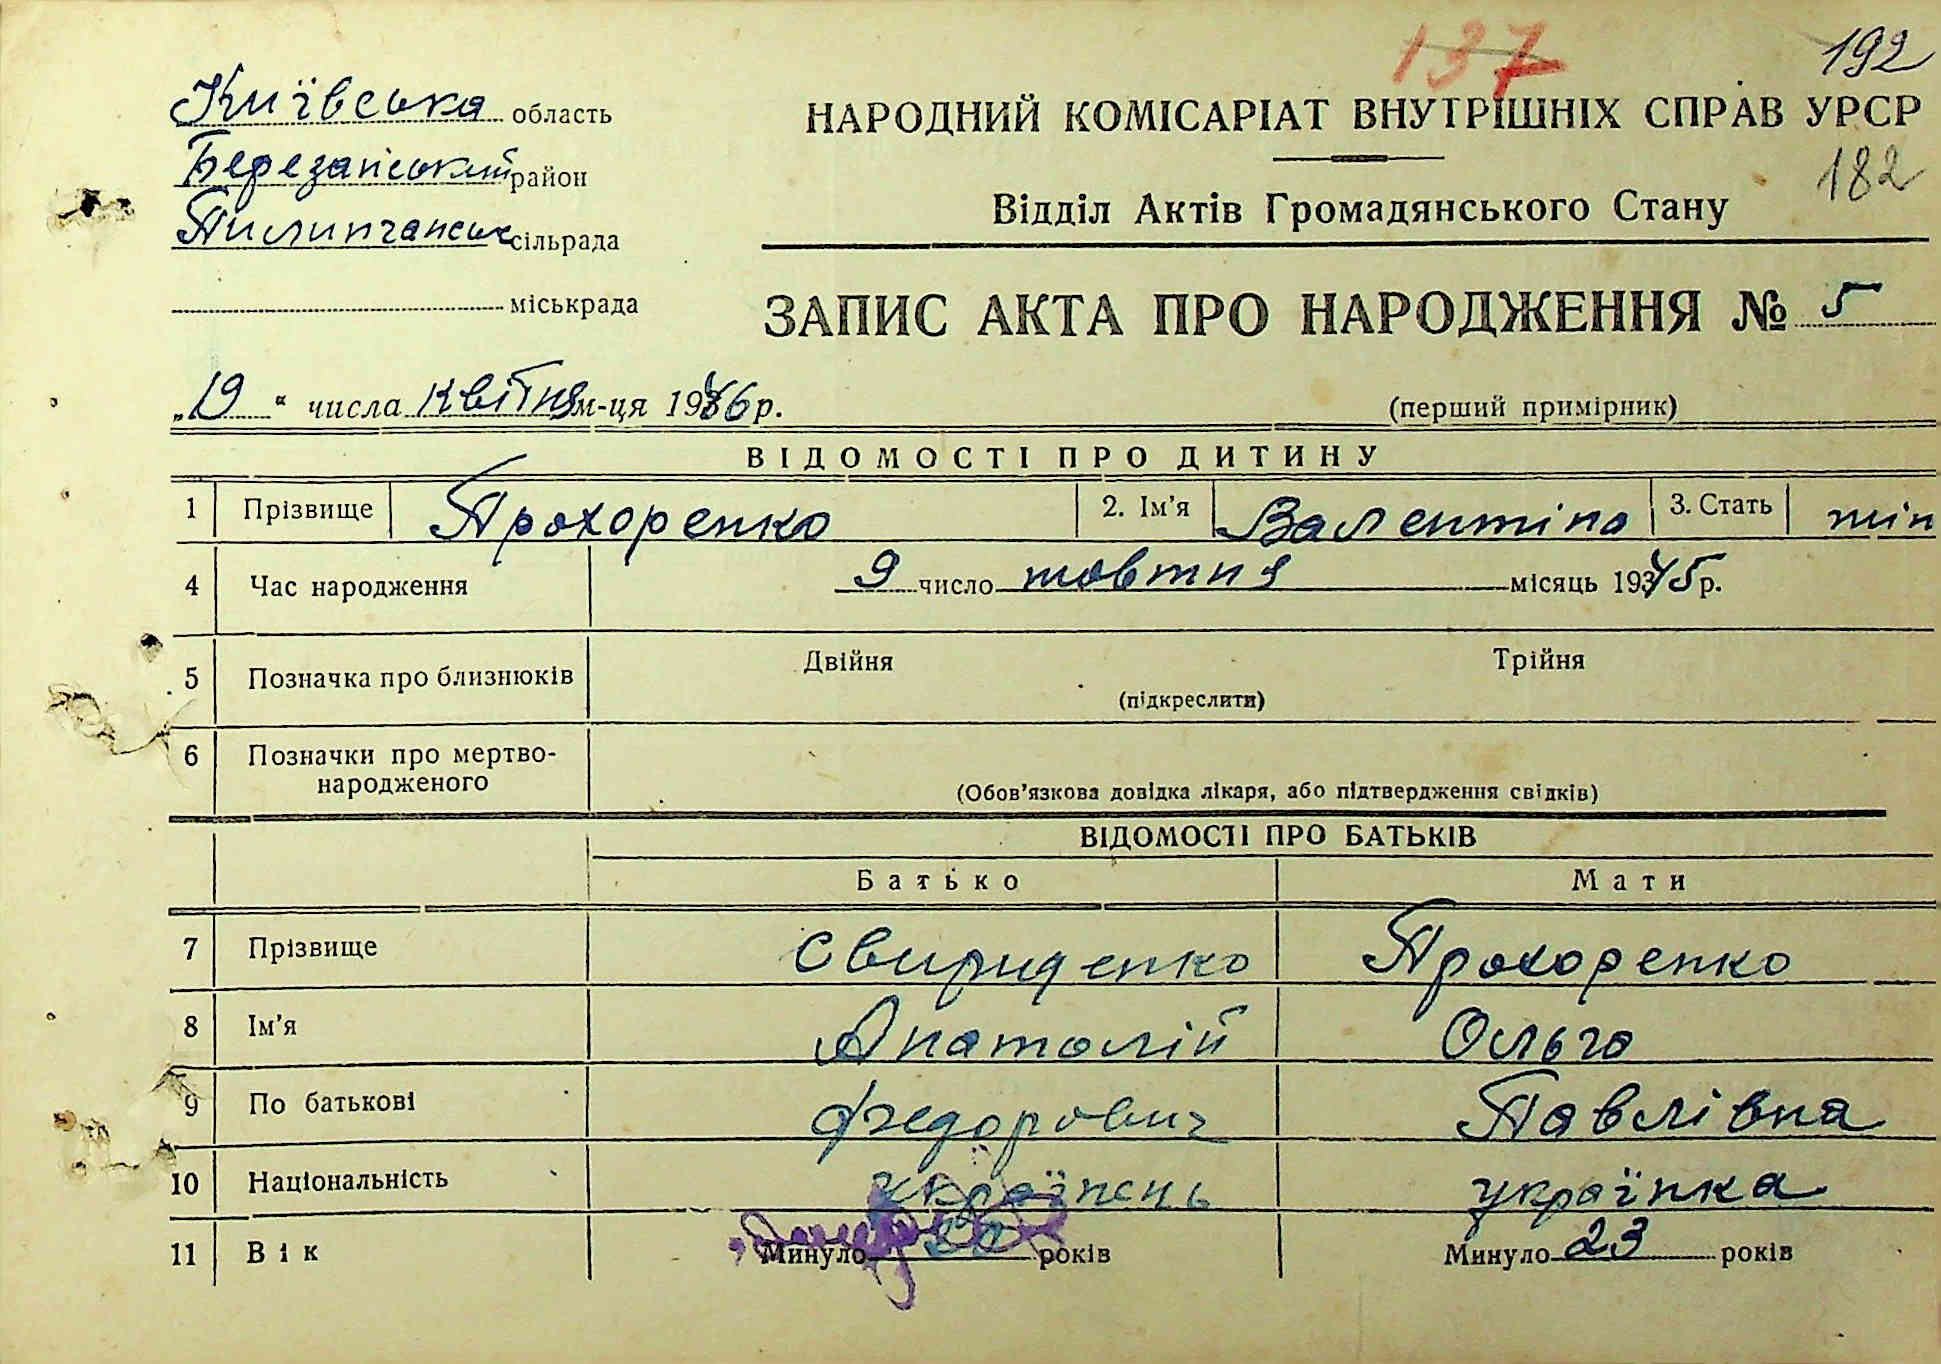 137
192
Київська область
НАРОДНИЙ КОМІСАРІАТ ВНУТРІШНІХ СПРАВ УРСР
Березанський район
182
Пилипчанськ сільрада
Відділ Актів Громадянського Стану
міськрада
ЗАПИС АКТА ПРО НАРОДЖЕННЯ № 5
„19“ числа квітня м-ця 1946 р.
(перший примірник)
ВІДОМОСТІ ПРО ДИТИНУ
1 Прізвище Прохоренко 2. Ім'я Валентіна 3. Стать жін
4 Час народження 9 число жовтня місяць 1945 р.
5 Позначка про близнюків Двійня Трійня
(підкреслити)
6 Позначки про мертво-
народженого
(Обов'язкова довідка лікаря, або підтвердження свідків)
ВІДОМОСТІ ПРО БАТЬКІВ
Батько Мати
7 Прізвище Свириденко Прохоренко
8 Ім'я Анатолій Ольга
9 По батькові Федорович Павлівна
10 Національність українець українка
11 Вік Минуло років Минуло 23 років